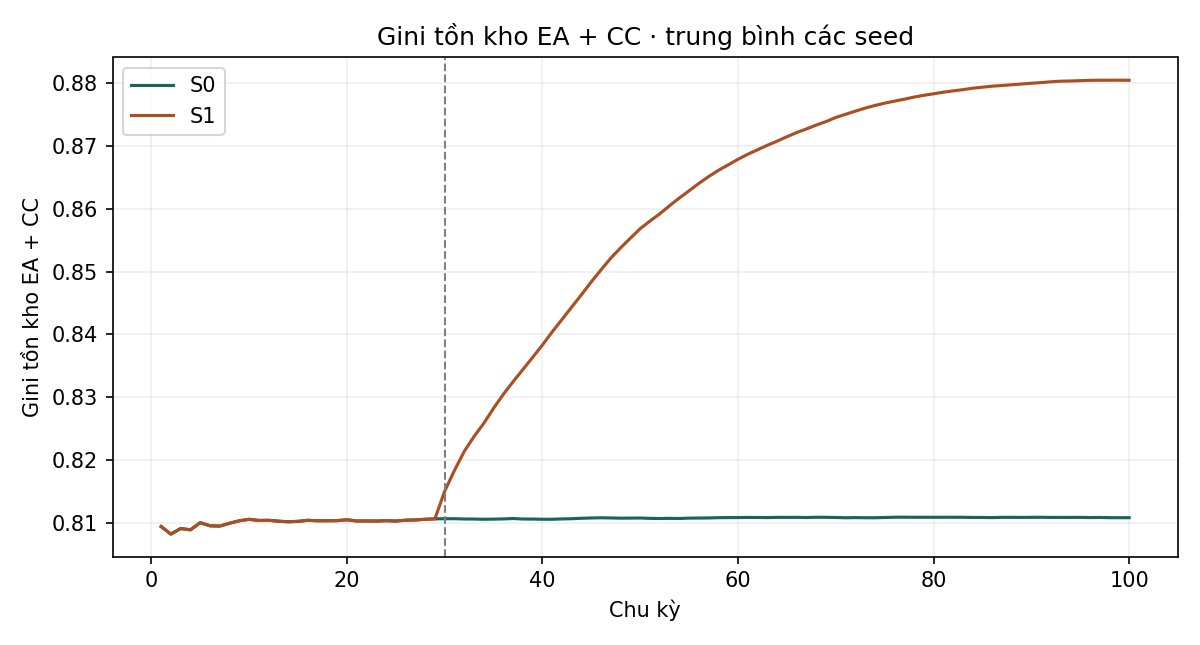 Gini tồn kho EA + CC · trung bình các seed
S0
S1
Gini tồn kho EA + CC
0.88
0.87
0.86
0.85
0.84
0.83
0.82
0.81
0
20
40
60
80
100
Chu kỳ